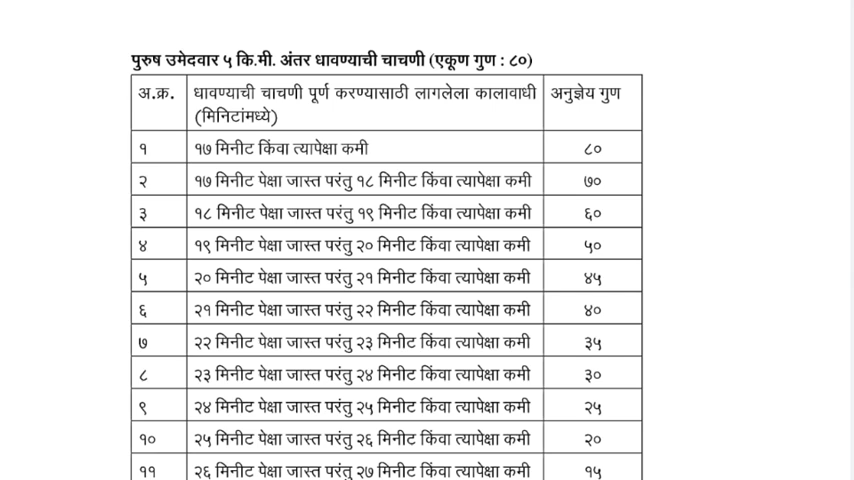 पुरुष उमेदवार ५ कि.मी. अंतर धावण्याची चाचणी (एकूण गुण : ८०)
अ.क्र. धावण्याची चाचणी पूर्ण करण्यासाठी लागलेला कालावधी (मिनिटांमध्ये) अनुज्ञेय गुण
१ १७ मिनीट किंवा त्यापेक्षा कमी ८०
२ १७ मिनीट पेक्षा जास्त परंतु १८ मिनीट किंवा त्यापेक्षा कमी ७०
३ १८ मिनीट पेक्षा जास्त परंतु १९ मिनीट किंवा त्यापेक्षा कमी ६०
४ १९ मिनीट पेक्षा जास्त परंतु २० मिनीट किंवा त्यापेक्षा कमी ५०
५ २० मिनीट पेक्षा जास्त परंतु २१ मिनीट किंवा त्यापेक्षा कमी ४५
६ २१ मिनीट पेक्षा जास्त परंतु २२ मिनीट किंवा त्यापेक्षा कमी ४०
७ २२ मिनीट पेक्षा जास्त परंतु २३ मिनीट किंवा त्यापेक्षा कमी ३५
८ २३ मिनीट पेक्षा जास्त परंतु २४ मिनीट किंवा त्यापेक्षा कमी ३०
९ २४ मिनीट पेक्षा जास्त परंतु २५ मिनीट किंवा त्यापेक्षा कमी २५
१० २५ मिनीट पेक्षा जास्त परंतु २६ मिनीट किंवा त्यापेक्षा कमी २०
११ २६ मिनीट पेक्षा जास्त परंतु २७ मिनीट किंवा त्यापेक्षा कमी १५